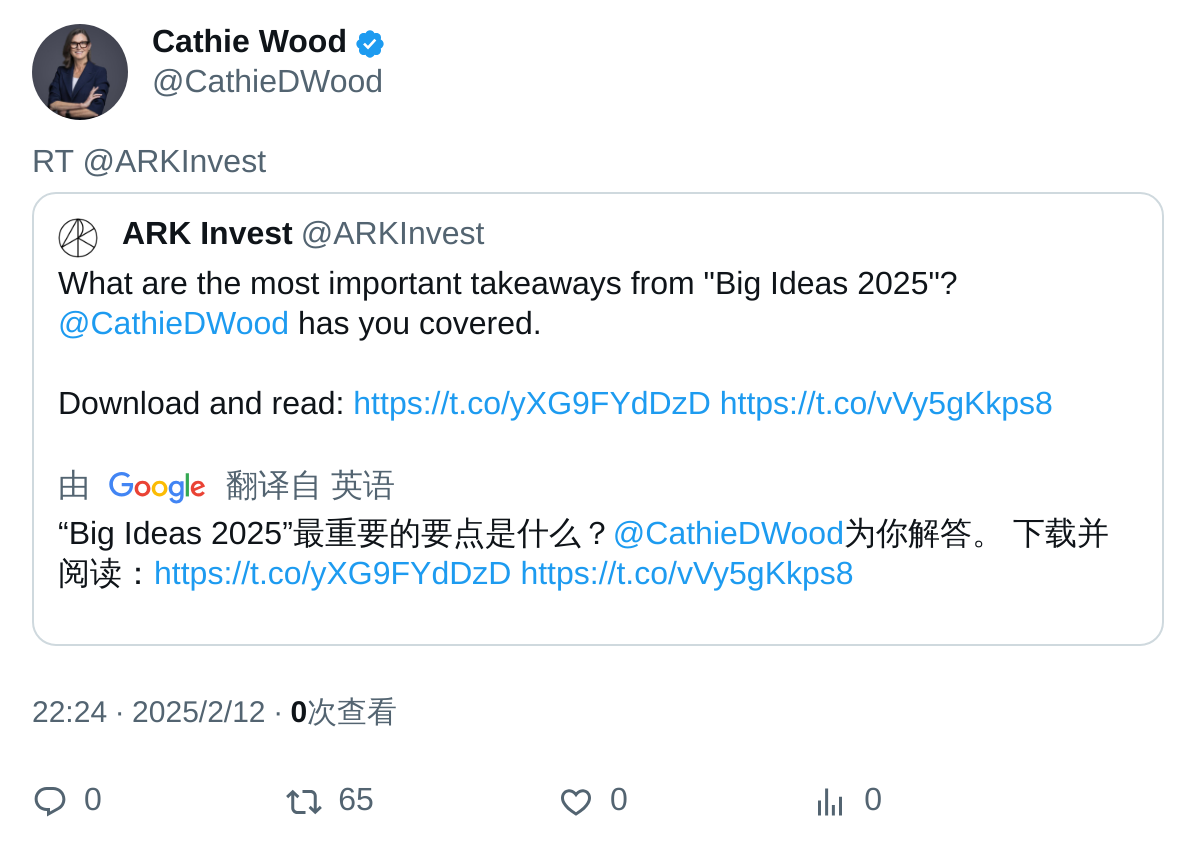 Cathie Wood
@CathieDWood
RT @ARKInvest
ARK Invest @ARKInvest
What are the most important takeaways from "Big Ideas 2025"?
@CathieDWood has you covered.
Download and read: https://t.co/yXG9FYdDzD https://t.co/vVy5gKkps8
由 Google 翻译自 英语
“Big Ideas 2025”最重要的要点是什么？@CathieDWood为你解答。 下载并
阅读：https://t.co/yXG9FYdDzD https://t.co/vVy5gKkps8
22:24 · 2025/2/12 · 0次查看
0 65 0 0